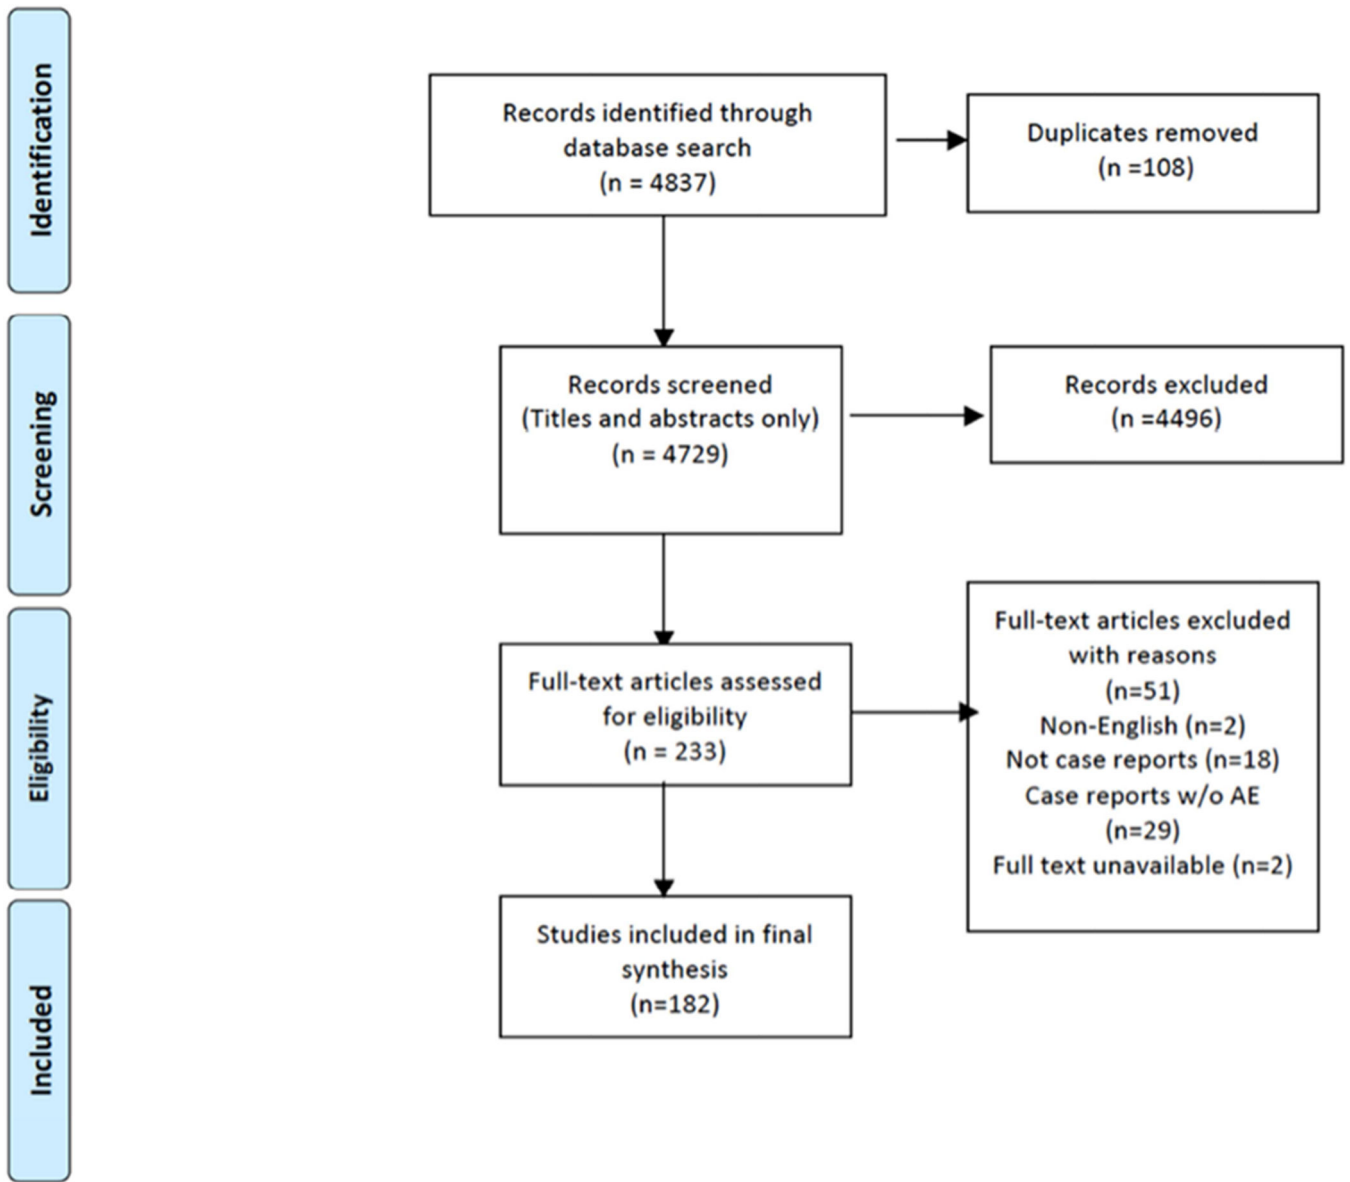 Identification
Records identified through
database search
(n = 4837)
Duplicates removed
(n =108)
Screening
Records screened
(Titles and abstracts only)
(n = 4729)
Records excluded
(n =4496)
Eligibility
Full-text articles assessed
for eligibility
(n = 233)
Full-text articles excluded
with reasons
(n=51)
Non-English (n=2)
Not case reports (n=18)
Case reports w/o AE
(n=29)
Full text unavailable (n=2)
Included
Studies included in final
synthesis
(n=182)